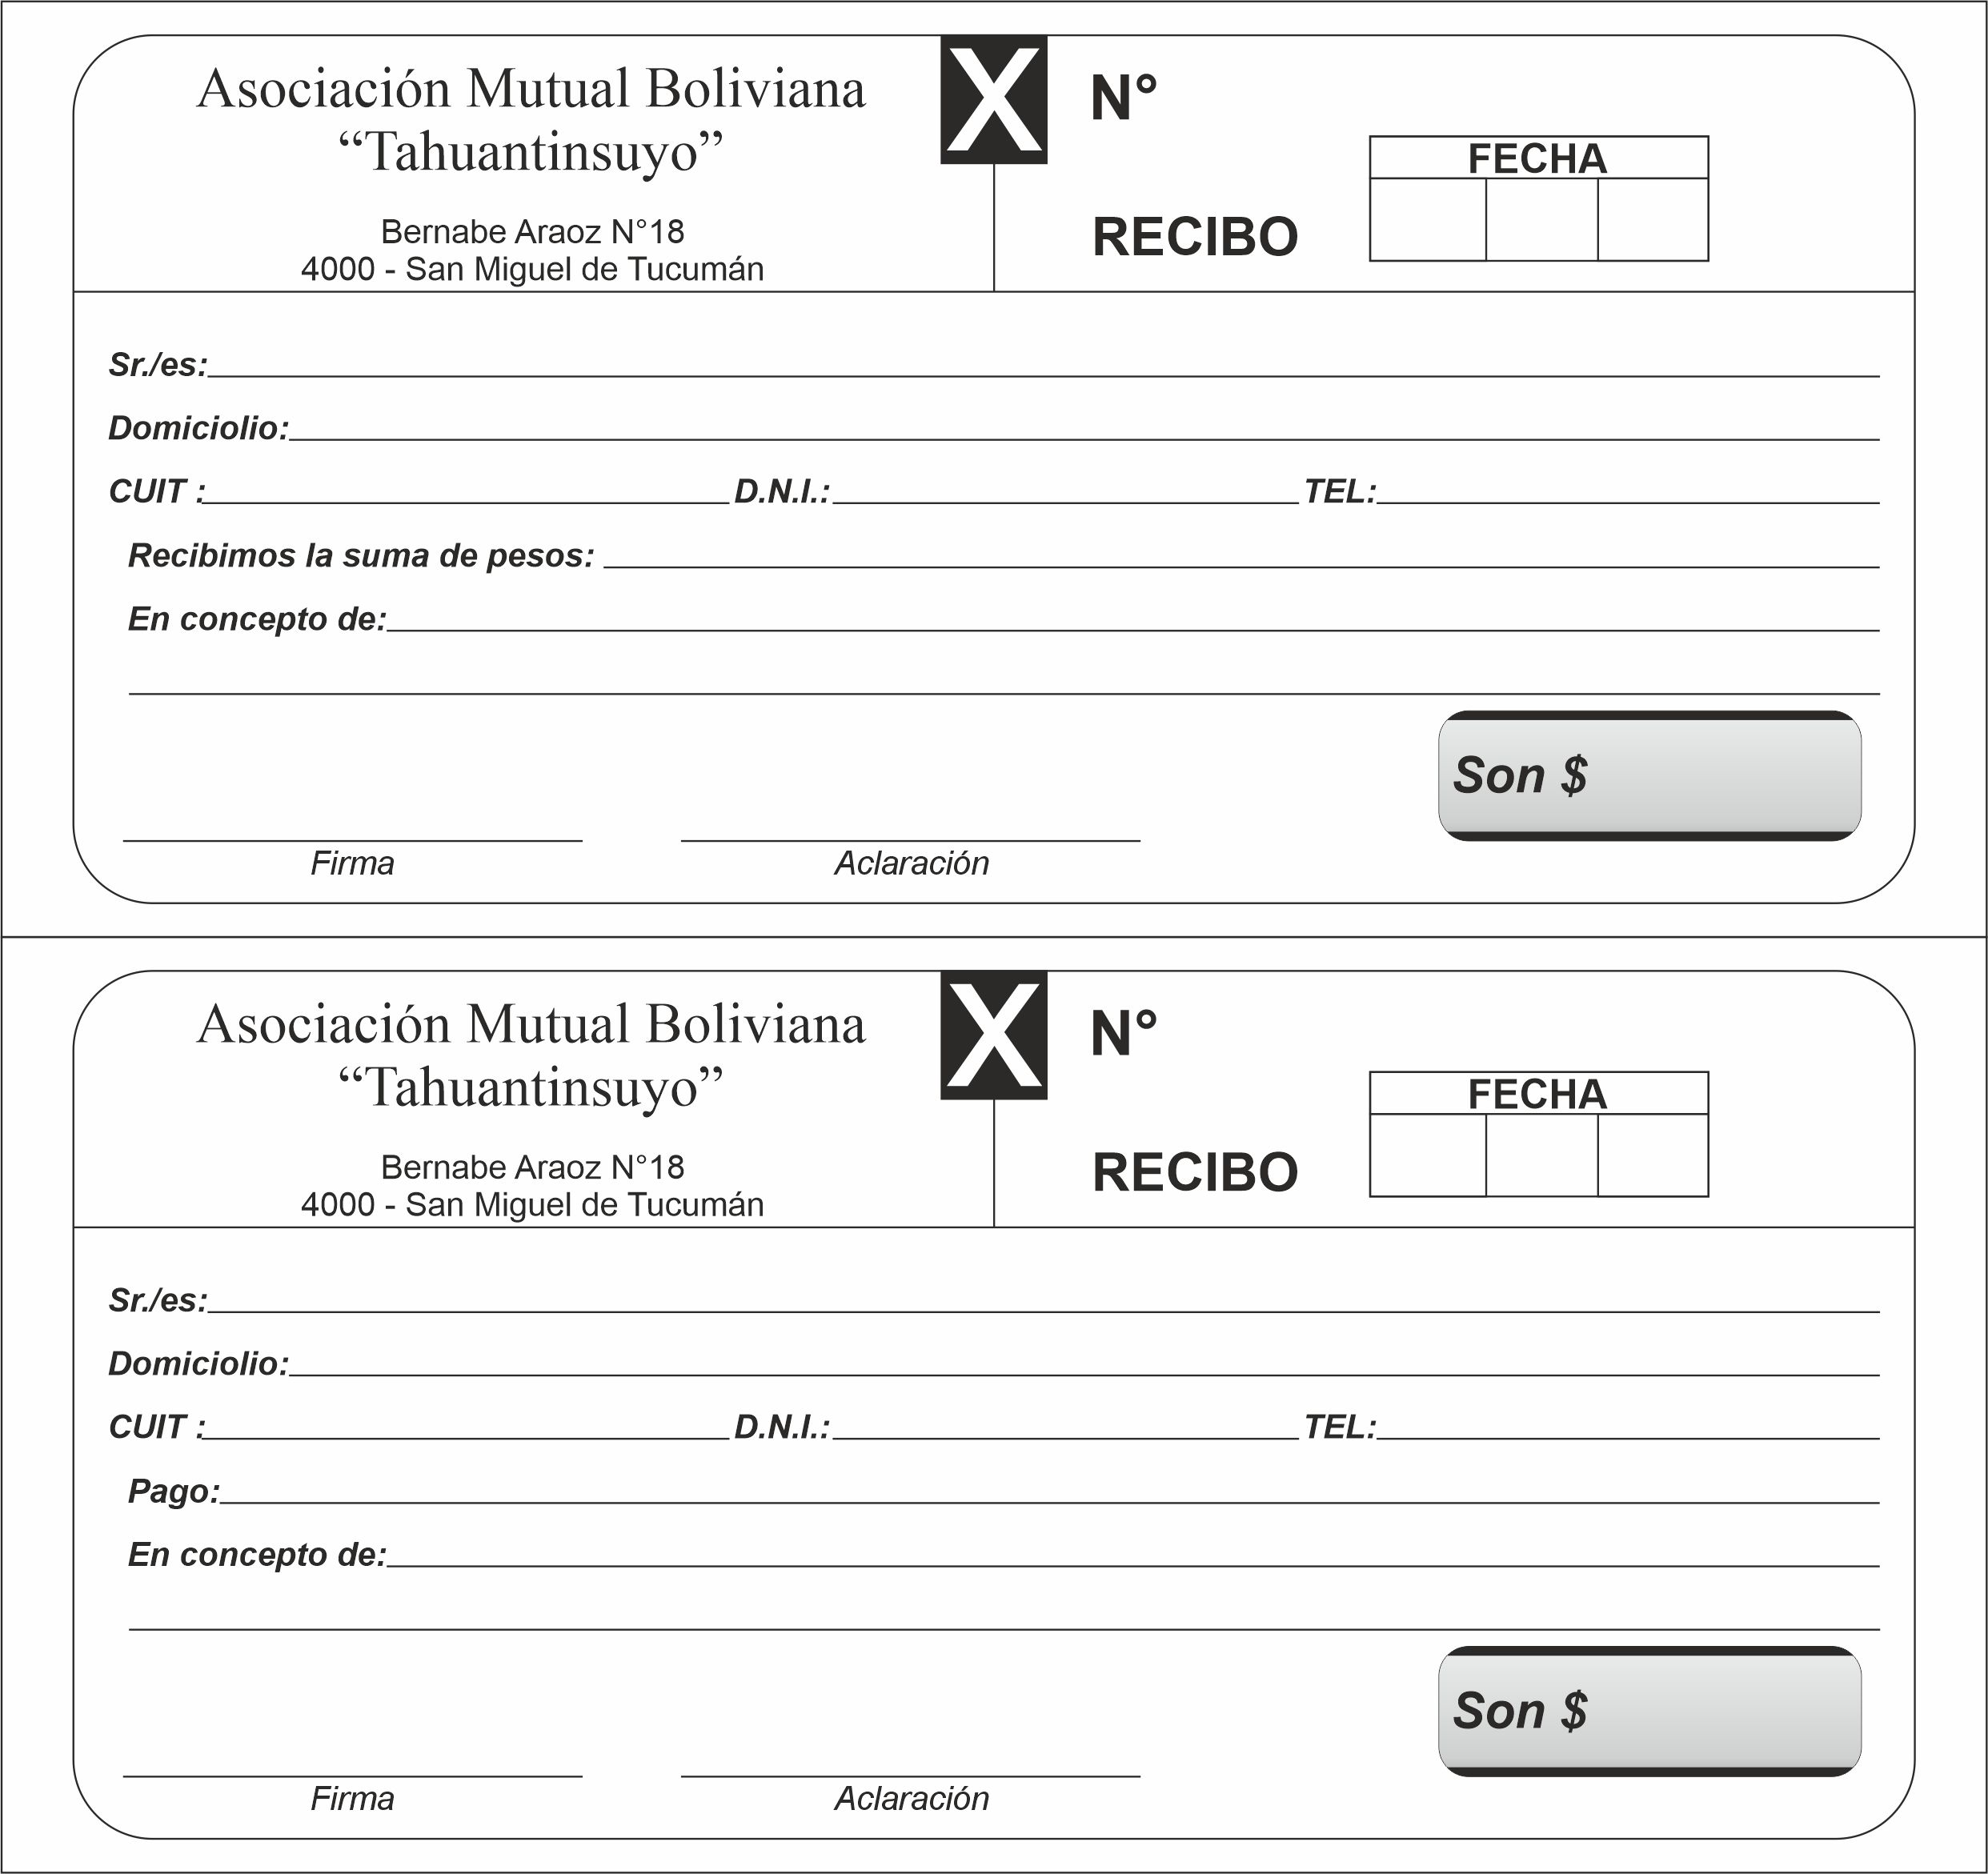 Asociación Mutual Boliviana
“Tahuantinsuyo”
Bernabe Araoz N°18
4000 - San Miguel de Tucumán
X
N°
RECIBO
FECHA
Sr./es:
Domiciolio:
CUIT : D.N.I.: TEL:
Recibimos la suma de pesos:
En concepto de:
Son $
Firma Aclaración
Asociación Mutual Boliviana
“Tahuantinsuyo”
Bernabe Araoz N°18
4000 - San Miguel de Tucumán
X
N°
RECIBO
FECHA
Sr./es:
Domiciolio:
CUIT : D.N.I.: TEL:
Pago:
En concepto de:
Son $
Firma Aclaración